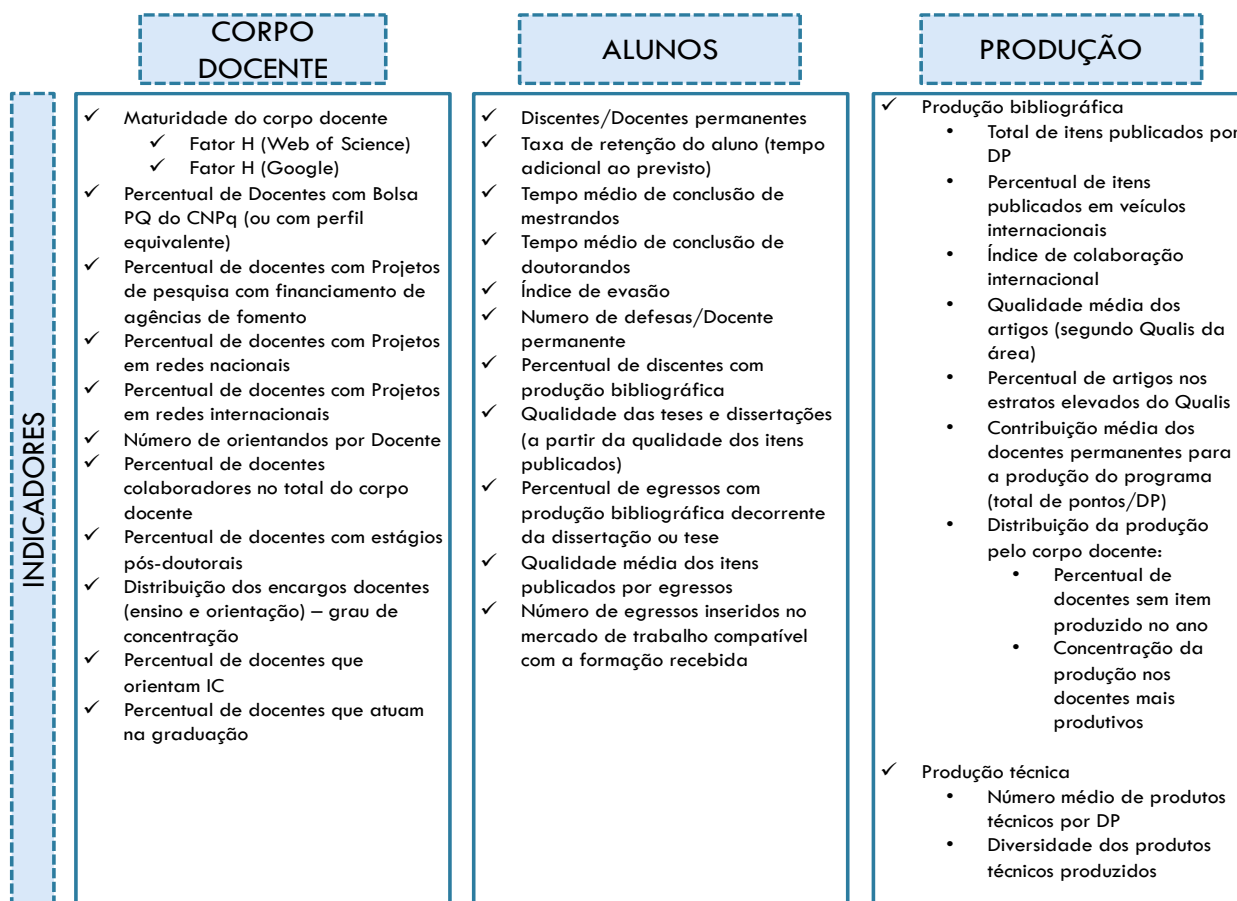 CORPO
DOCENTE
ALUNOS
PRODUÇÃO
INDICADORES
✓ Maturidade do corpo docente
✓ Fator H (Web of Science)
✓ Fator H (Google)
✓ Percentual de Docentes com Bolsa
PQ do CNPq (ou com perfil
equivalente)
✓ Percentual de docentes com Projetos
de pesquisa com financiamento de
agências de fomento
✓ Percentual de docentes com Projetos
em redes nacionais
✓ Percentual de docentes com Projetos
em redes internacionais
✓ Número de orientandos por Docente
✓ Percentual de docentes
colaboradores no total do corpo
docente
✓ Percentual de docentes com estágios
pós-doutorais
✓ Distribuição dos encargos docentes
(ensino e orientação) – grau de
concentração
✓ Percentual de docentes que
orientam IC
✓ Percentual de docentes que atuam
na graduação
✓ Discentes/Docentes permanentes
✓ Taxa de retenção do aluno (tempo
adicional ao previsto)
✓ Tempo médio de conclusão de
mestrandos
✓ Tempo médio de conclusão de
doutorandos
✓ Índice de evasão
✓ Numero de defesas/Docente
permanente
✓ Percentual de discentes com
produção bibliográfica
✓ Qualidade das teses e dissertações
(a partir da qualidade dos itens
publicados)
✓ Percentual de egressos com
produção bibliográfica decorrente
da dissertação ou tese
✓ Qualidade média dos itens
publicados por egressos
✓ Número de egressos inseridos no
mercado de trabalho compatível
com a formação recebida
✓ Produção bibliográfica
• Total de itens publicados por
DP
• Percentual de itens
publicados em veículos
internacionais
• Índice de colaboração
internacional
• Qualidade média dos
artigos (segundo Qualis da
área)
• Percentual de artigos nos
estratos elevados do Qualis
• Contribuição média dos
docentes permanentes para
a produção do programa
(total de pontos/DP)
• Distribuição da produção
pelo corpo docente:
• Percentual de
docentes sem item
produzido no ano
• Concentração da
produção nos
docentes mais
produtivos
✓ Produção técnica
• Número médio de produtos
técnicos por DP
• Diversidade dos produtos
técnicos produzidos